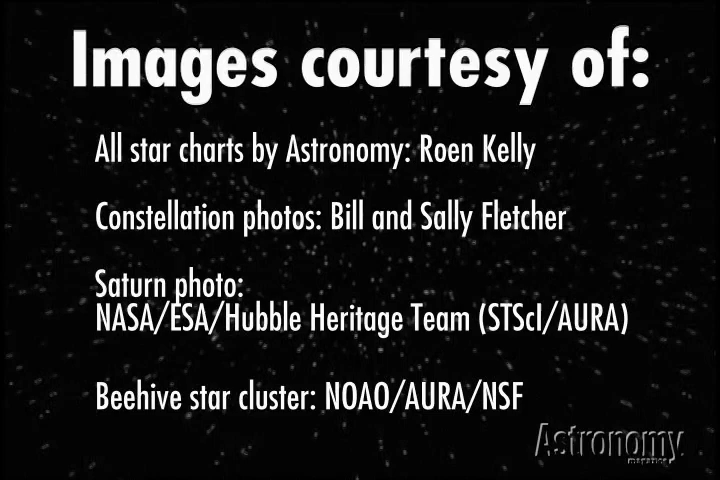 Images courtesy of:
All star charts by Astronomy: Roen Kelly
Constellation photos: Bill and Sally Fletcher
Saturn photo:
NASA/ESA/Hubble Heritage Team (STScI/AURA)
Beehive star cluster: NOAO/AURA/NSF
Astronomy
magazine